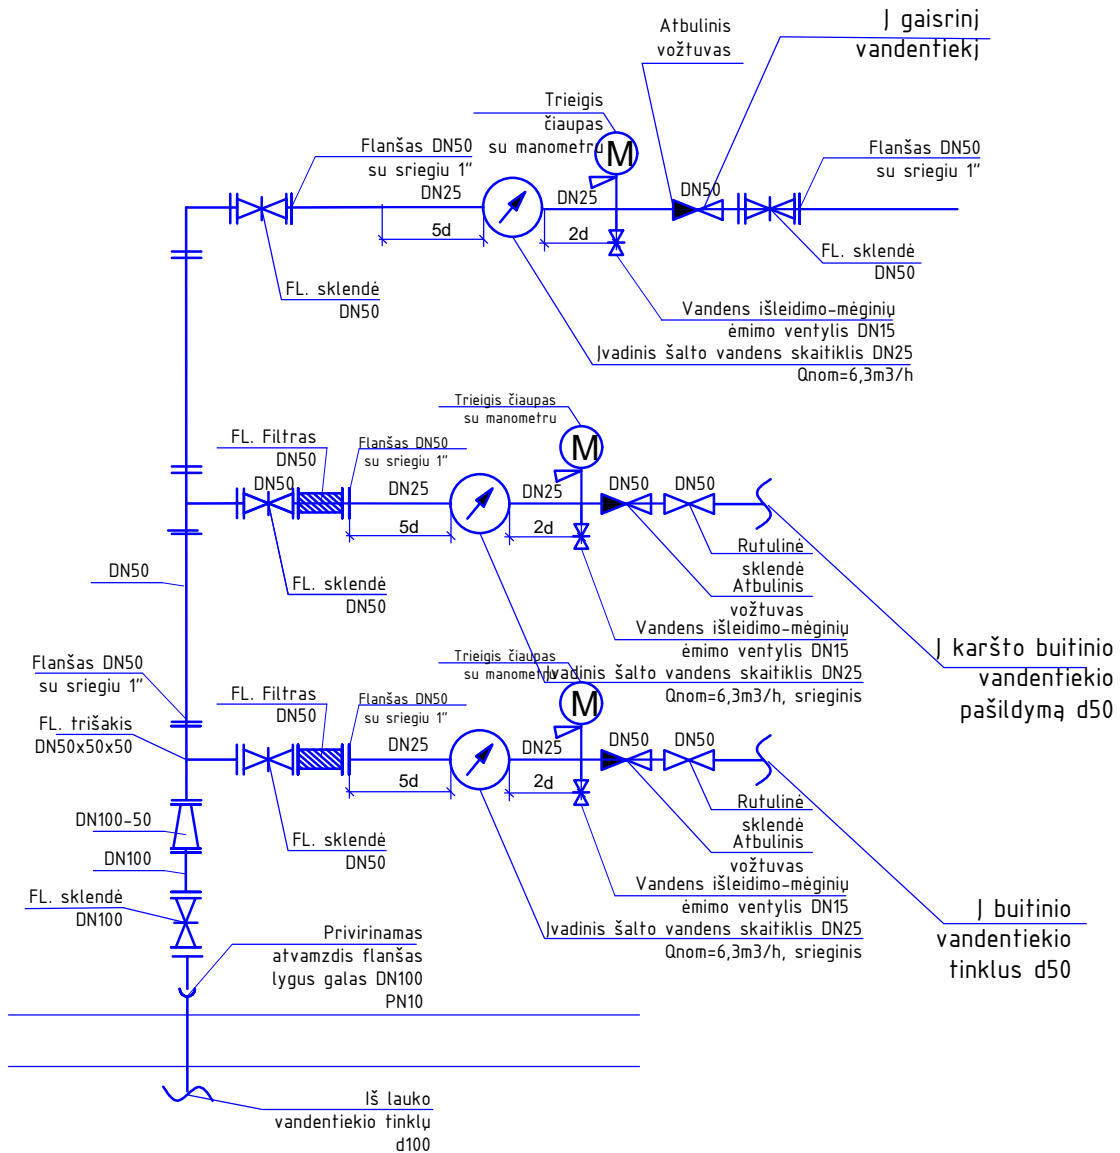 Į gaisrinį
vandentiekį
Atbulinis
vožtuvas
Trieigis
čiaupas
su manometru
M
Flanšas DN50
su sriegiu 1"
DN25
DN25
DN50
Flanšas DN50
su sriegiu 1"
5d
2d
FL. sklendė
DN50
FL. sklendė
DN50
Vandens išleidimo-mėginių
ėmimo ventylis DN15
Įvadinis šalto vandens skaitiklis DN25
Qnom=6,3m3/h
Trieigis čiaupas
su manometru
M
FL. Filtras
DN50
Flanšas DN50
su sriegiu 1"
DN50
DN25
DN25
DN50
DN50
5d
2d
Rutulinė
sklendė
Atbulinis
vožtuvas
DN50
FL. sklendė
DN50
Vandens išleidimo-mėginių
ėmimo ventylis DN15
Įvadinis šalto vandens skaitiklis DN25
Qnom=6,3m3/h, srieginis
Į karšto buitinio
vandentiekio
pašildymą d50
Flanšas DN50
su sriegiu 1"
Trieigis čiaupas
su manometru
M
FL. Filtras
DN50
Flanšas DN50
su sriegiu 1"
FL. trišakis
DN50x50x50
DN25
DN25
DN50
DN50
5d
2d
Rutulinė
sklendė
Atbulinis
vožtuvas
DN100-50
DN100
FL. sklendė
DN50
FL. sklendė
DN100
Vandens išleidimo-mėginių
ėmimo ventylis DN15
Įvadinis šalto vandens skaitiklis DN25
Qnom=6,3m3/h, srieginis
Į buitinio
vandentiekio
tinklus d50
Privirinamas
atvamzdis flanšas
lygus galas DN100
PN10
Iš lauko
vandentiekio tinklų
d100